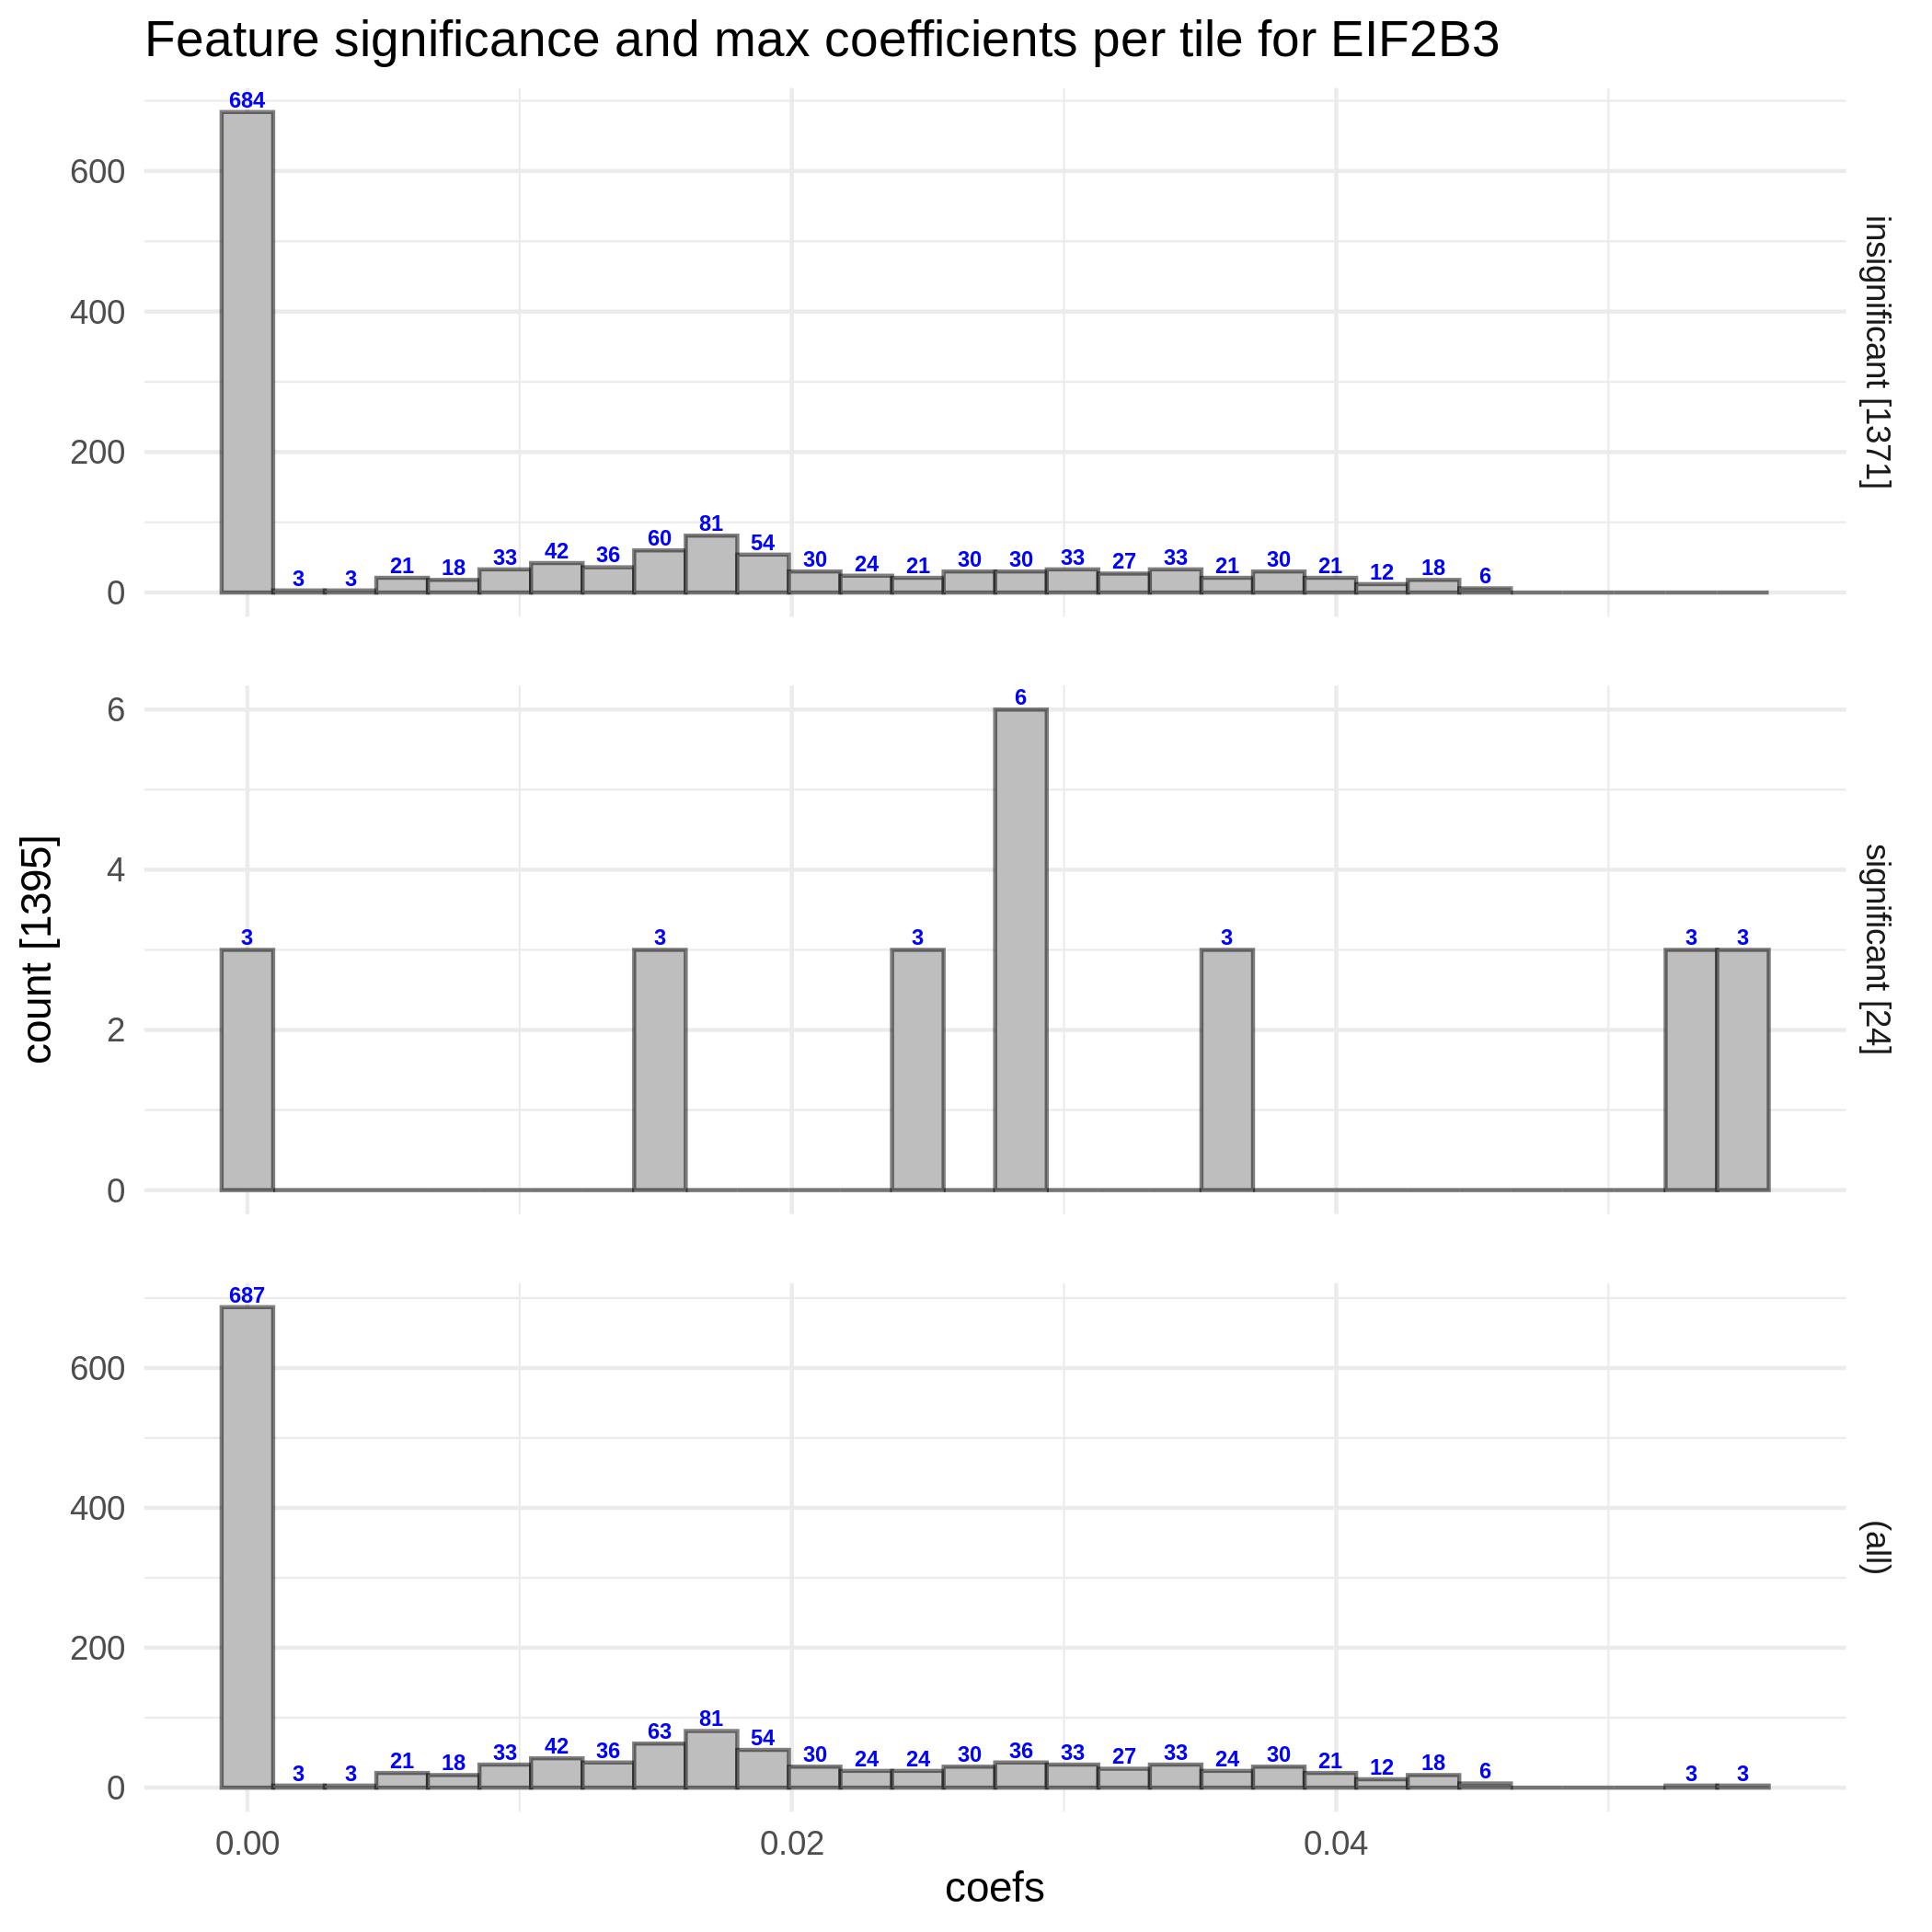 Feature significance and max coefficients per tile for EIF2B3
684
600
400
200
0
3 3 21 18 33 42 36 60 81 54 30 24 21 30 30 33 27 33 21 30 21 12 18 6
insignificant [1371]
6
4
2
0
3 3 3 6 3 3 3
significant [24]
count [1395]
687
600
400
200
0
3 3 21 18 33 42 36 63 81 54 30 24 24 30 36 33 27 33 24 30 21 12 18 6 3 3
(all)
0.00 0.02 0.04
coefs